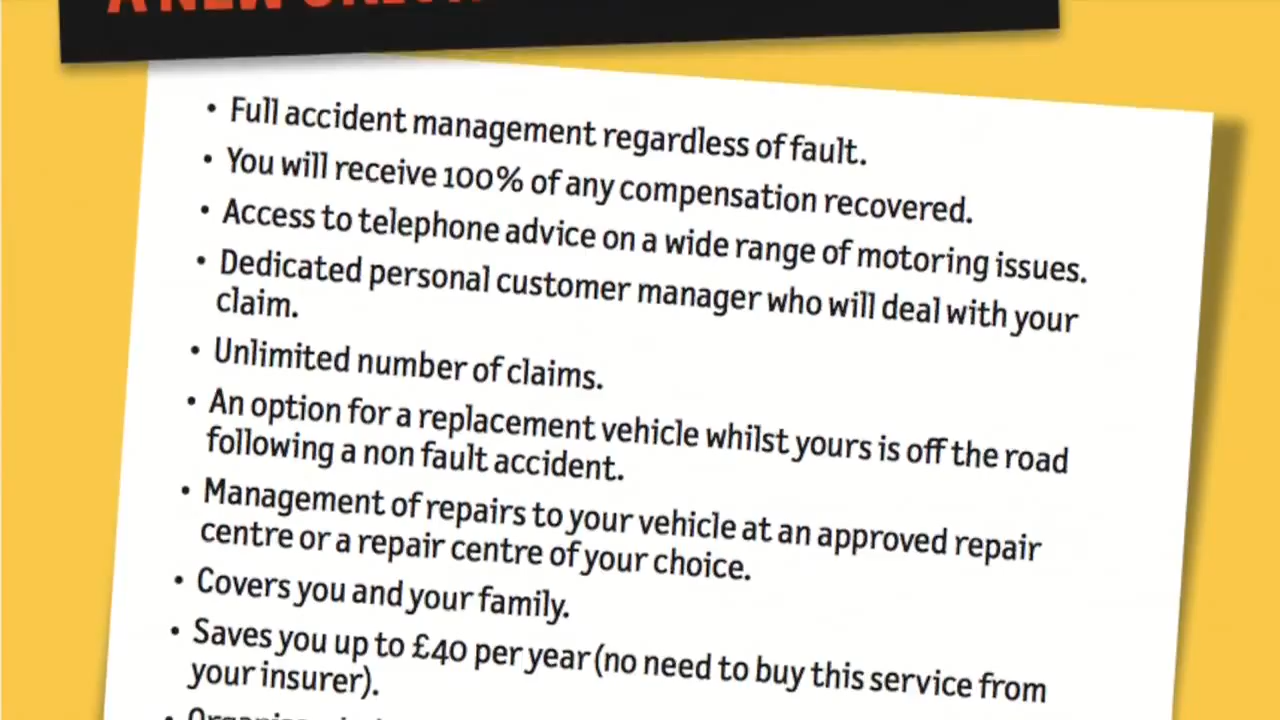 A NEW
• Full accident management regardless of fault.
• You will receive 100% of any compensation recovered.
• Access to telephone advice on a wide range of motoring issues.
• Dedicated personal customer manager who will deal with your
claim.
• Unlimited number of claims.
• An option for a replacement vehicle whilst yours is off the road
following a non fault accident.
• Management of repairs to your vehicle at an approved repair
centre or a repair centre of your choice.
• Covers you and your family.
• Saves you up to £40 per year (no need to buy this service from
your insurer).